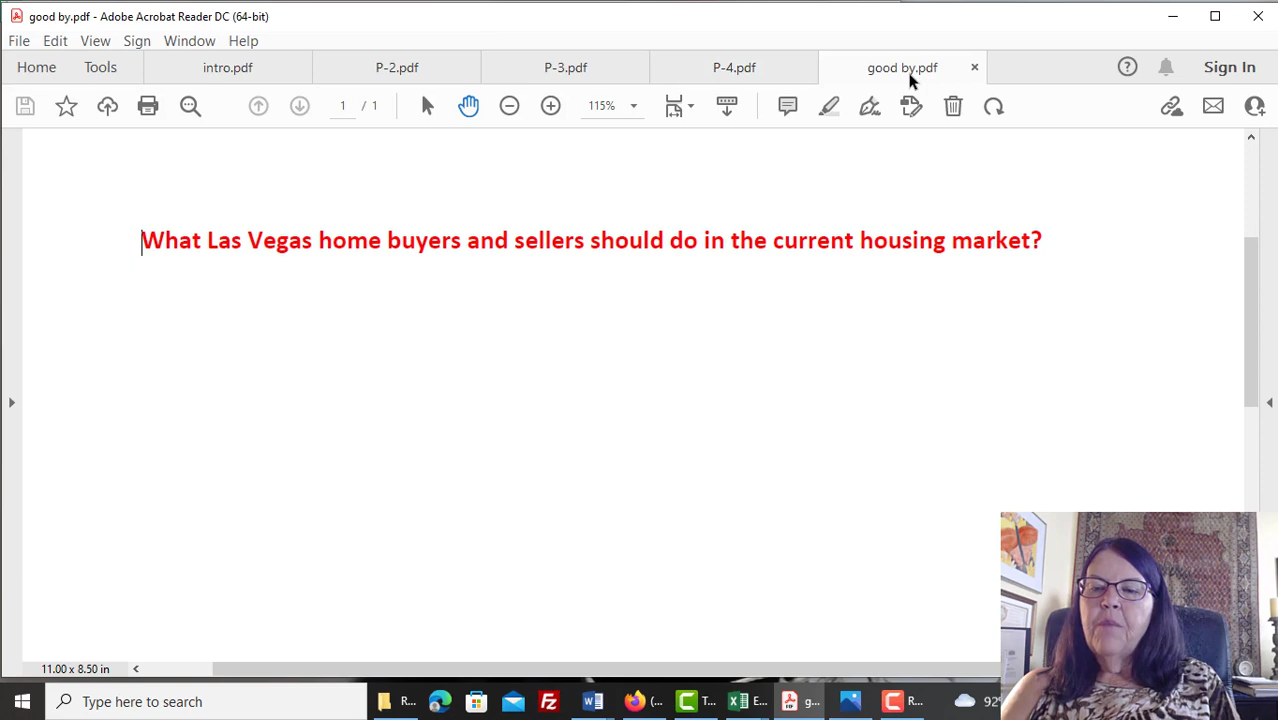 good by.pdf - Adobe Acrobat Reader DC (64-bit)
File Edit View Sign Window Help
Home Tools intro.pdf P-2.pdf P-3.pdf P-4.pdf good by.pdf Sign In
1 / 1 115%
What Las Vegas home buyers and sellers should do in the current housing market?
11.00 x 8.50 in
Type here to search R... (... T... E... g... R... 92°